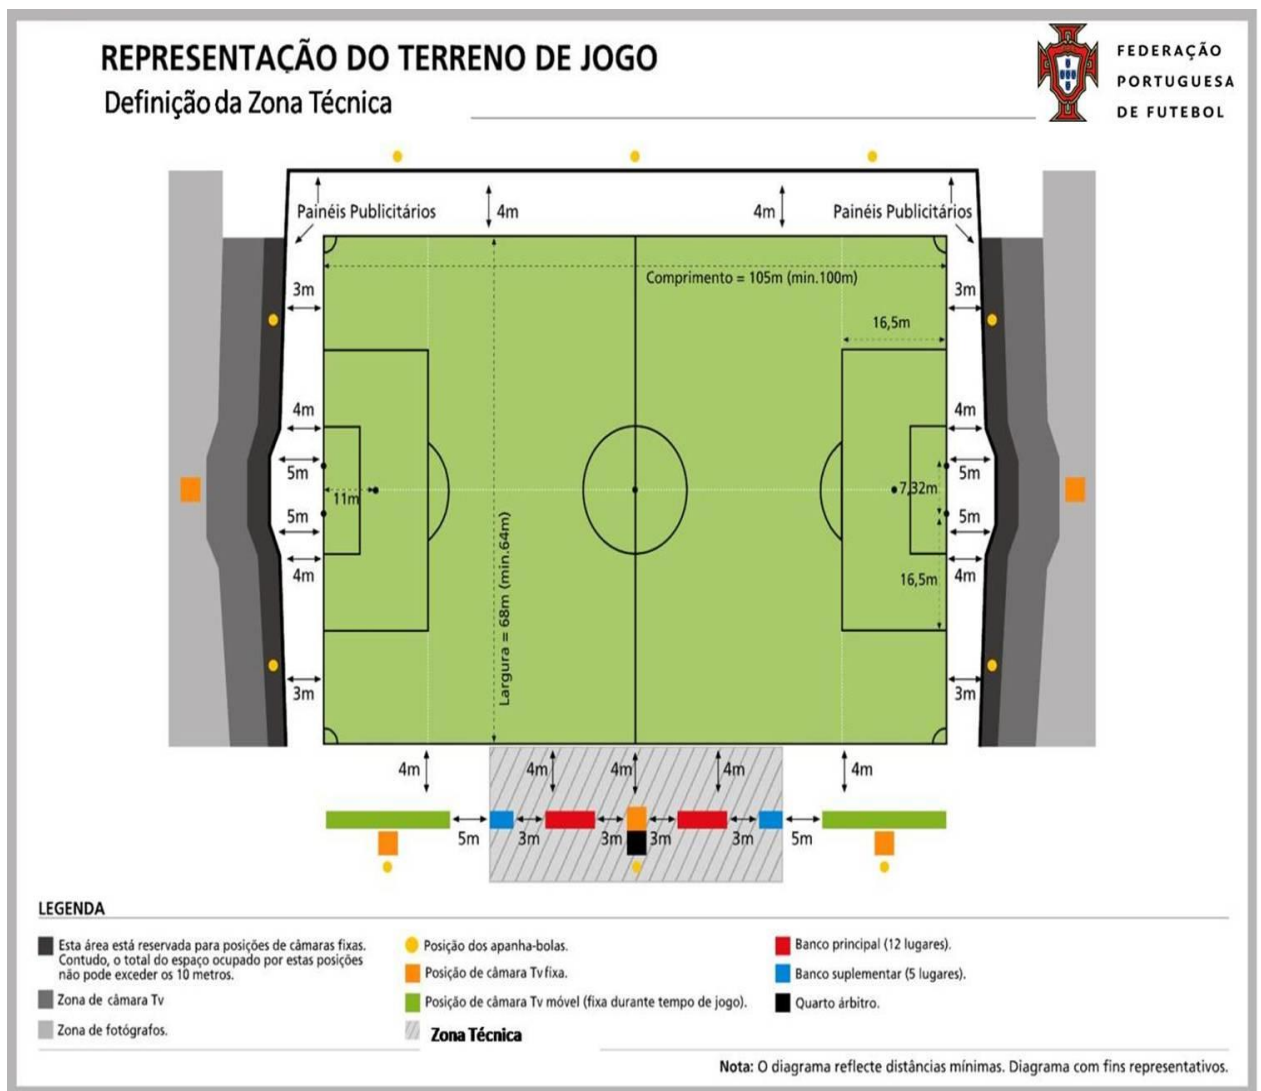 REPRESENTAÇÃO DO TERRENO DE JOGO
Definição da Zona Técnica
FEDERAÇÃO
PORTUGUESA
DE FUTEBOL
Painéis Publicitários
4m
4m
Painéis Publicitários
Comprimento = 105m (min.100m)
3m
3m
16,5m
4m
4m
5m
5m
11m
7,32m
5m
5m
4m
16,5m
4m
Largura = 68m (min.64m)
3m
3m
4m
4m
4m
4m
4m
5m
3m
3m
3m
3m
5m
LEGENDA
Esta área está reservada para posições de câmaras fixas.
Contudo, o total do espaço ocupado por estas posições
não pode exceder os 10 metros.
Zona de câmara Tv
Zona de fotógrafos.
Posição dos apanha-bolas.
Posição de câmara Tv fixa.
Posição de câmara Tv móvel (fixa durante tempo de jogo).
Zona Técnica
Banco principal (12 lugares).
Banco suplementar (5 lugares).
Quarto árbitro.
Nota: O diagrama reflecte distâncias mínimas. Diagrama com fins representativos.